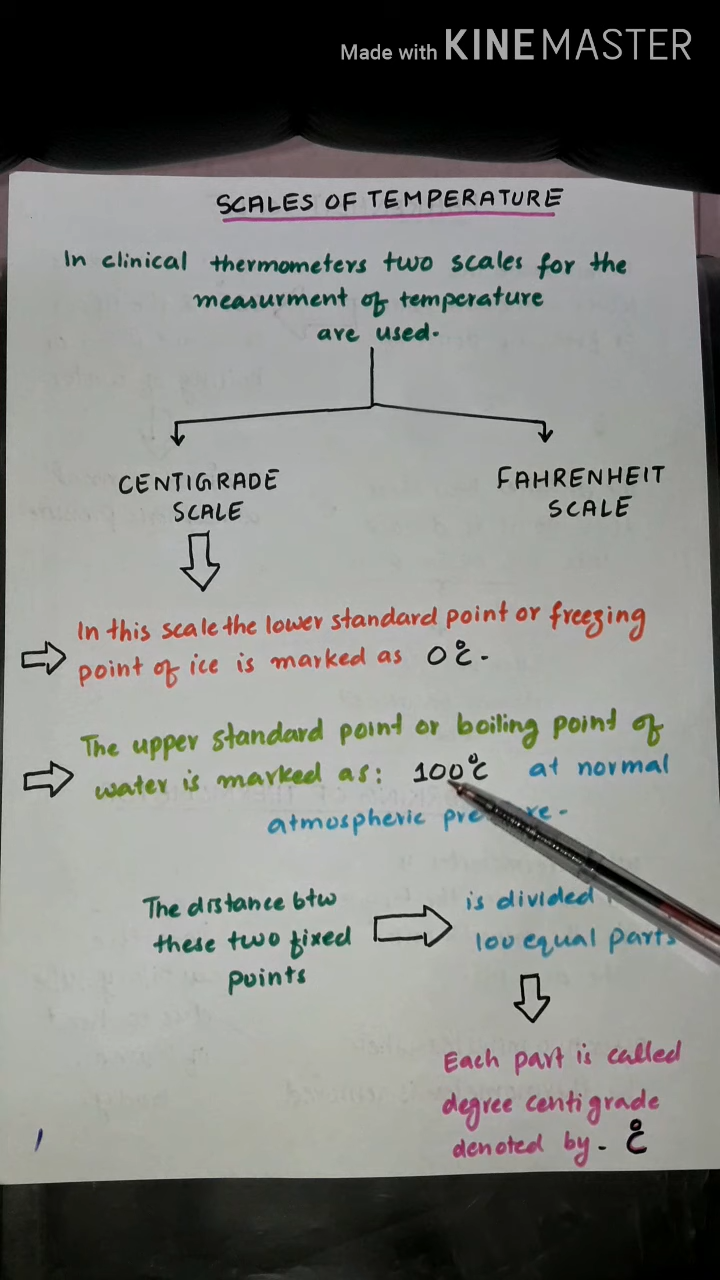 Made with KINEMASTER
SCALES OF TEMPERATURE
In clinical thermometers two scales for the
measurment of temperature
are used.
CENTIGRADE
SCALE
FAHRENHEIT
SCALE
In this scale the lower standard point or freezing
point of ice is marked as 0°C.
The upper standard point or boiling point of
water is marked as: 100°C at normal
atmospheric
The distance btw
these two fixed
points
is divided
100 equal parts
Each part is called
degree centigrade
denoted by. °C